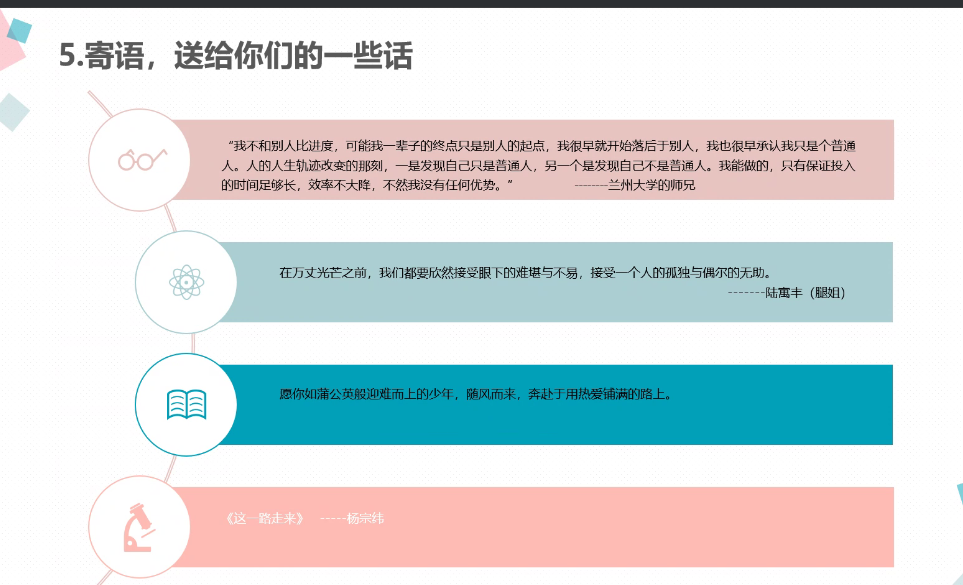 5.寄语，送给你们的一些话
“我不和别人比进度，可能我一辈子的终点只是别人的起点，我很早就开始落后于别人，我也很早承认我只是个普通
人。人的人生轨迹改变的那刻，一是发现自己只是普通人，另一个是发现自己不是普通人。我能做的，只有保证投入
的时间足够长，效率不大降，不然我没有任何优势。” --------兰州大学的师兄
在万丈光芒之前，我们都要欣然接受眼下的难堪与不易，接受一个人的孤独与偶尔的无助。
-------陆寓丰（腿姐）
愿你如蒲公英般迎难而上的少年，随风而来，奔赴于用热爱铺满的路上。
《这一路走来》 -----杨宗纬